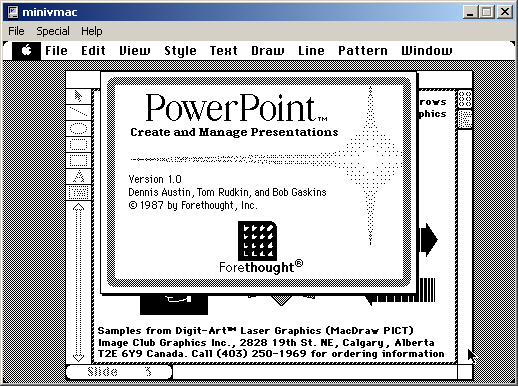 minivmac
File Special Help
File Edit View Style Text Draw Line Pattern Window
PowerPoint™
Create and Manage Presentations
rows
phics
A
Version 1.0
Dennis Austin, Tom Rudkin, and Bob Gaskins
© 1987 by Forethought, Inc.
Forethought®
Samples from Digit-Art™ Laser Graphics (MacDraw PICT)
Image Club Graphics Inc., 2828 19th St. NE, Calgary, Alberta
T2E 6Y9 Canada. Call (403) 250-1969 for ordering information
Slide 3